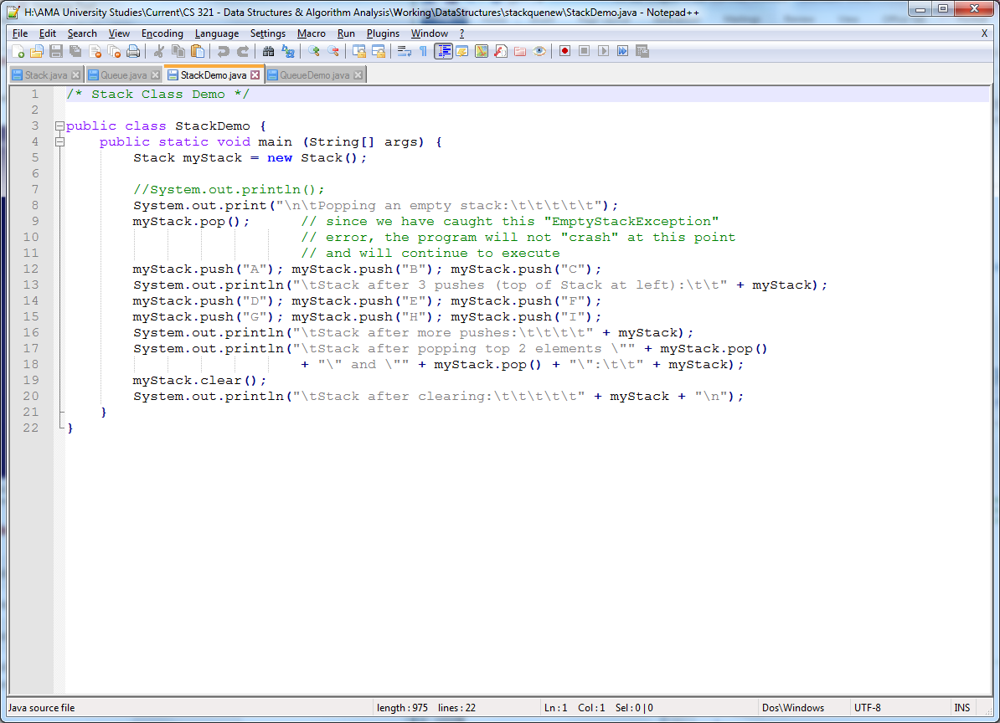 H:\AMA University Studies\Current\CS 321 - Data Structures & Algorithm Analysis\Working\DataStructures\stackquenew\StackDemo.java - Notepad++
File Edit Search View Encoding Language Settings Macro Run Plugins Window ? X
Stack.java Queue.java StackDemo.java QueueDemo.java
1 /* Stack Class Demo */
2
3 public class StackDemo {
4     public static void main (String[] args) {
5         Stack myStack = new Stack();
6
7         //System.out.println();
8         System.out.print("\n\tPopping an empty stack:\t\t\t\t\t");
9         myStack.pop();      // since we have caught this "EmptyStackException"
10                             // error, the program will not "crash" at this point
11                             // and will continue to execute
12         myStack.push("A"); myStack.push("B"); myStack.push("C");
13         System.out.println("\tStack after 3 pushes (top of Stack at left):\t\t" + myStack);
14         myStack.push("D"); myStack.push("E"); myStack.push("F");
15         myStack.push("G"); myStack.push("H"); myStack.push("I");
16         System.out.println("\tStack after more pushes:\t\t\t\t" + myStack);
17         System.out.println("\tStack after popping top 2 elements \"" + myStack.pop()
18                             + "\" and \"" + myStack.pop() + "\":\t\t" + myStack);
19         myStack.clear();
20         System.out.println("\tStack after clearing:\t\t\t\t\t" + myStack + "\n");
21     }
22 }
Java source file length : 975 lines : 22 Ln : 1 Col : 1 Sel : 0 | 0 Dos\Windows UTF-8 INS